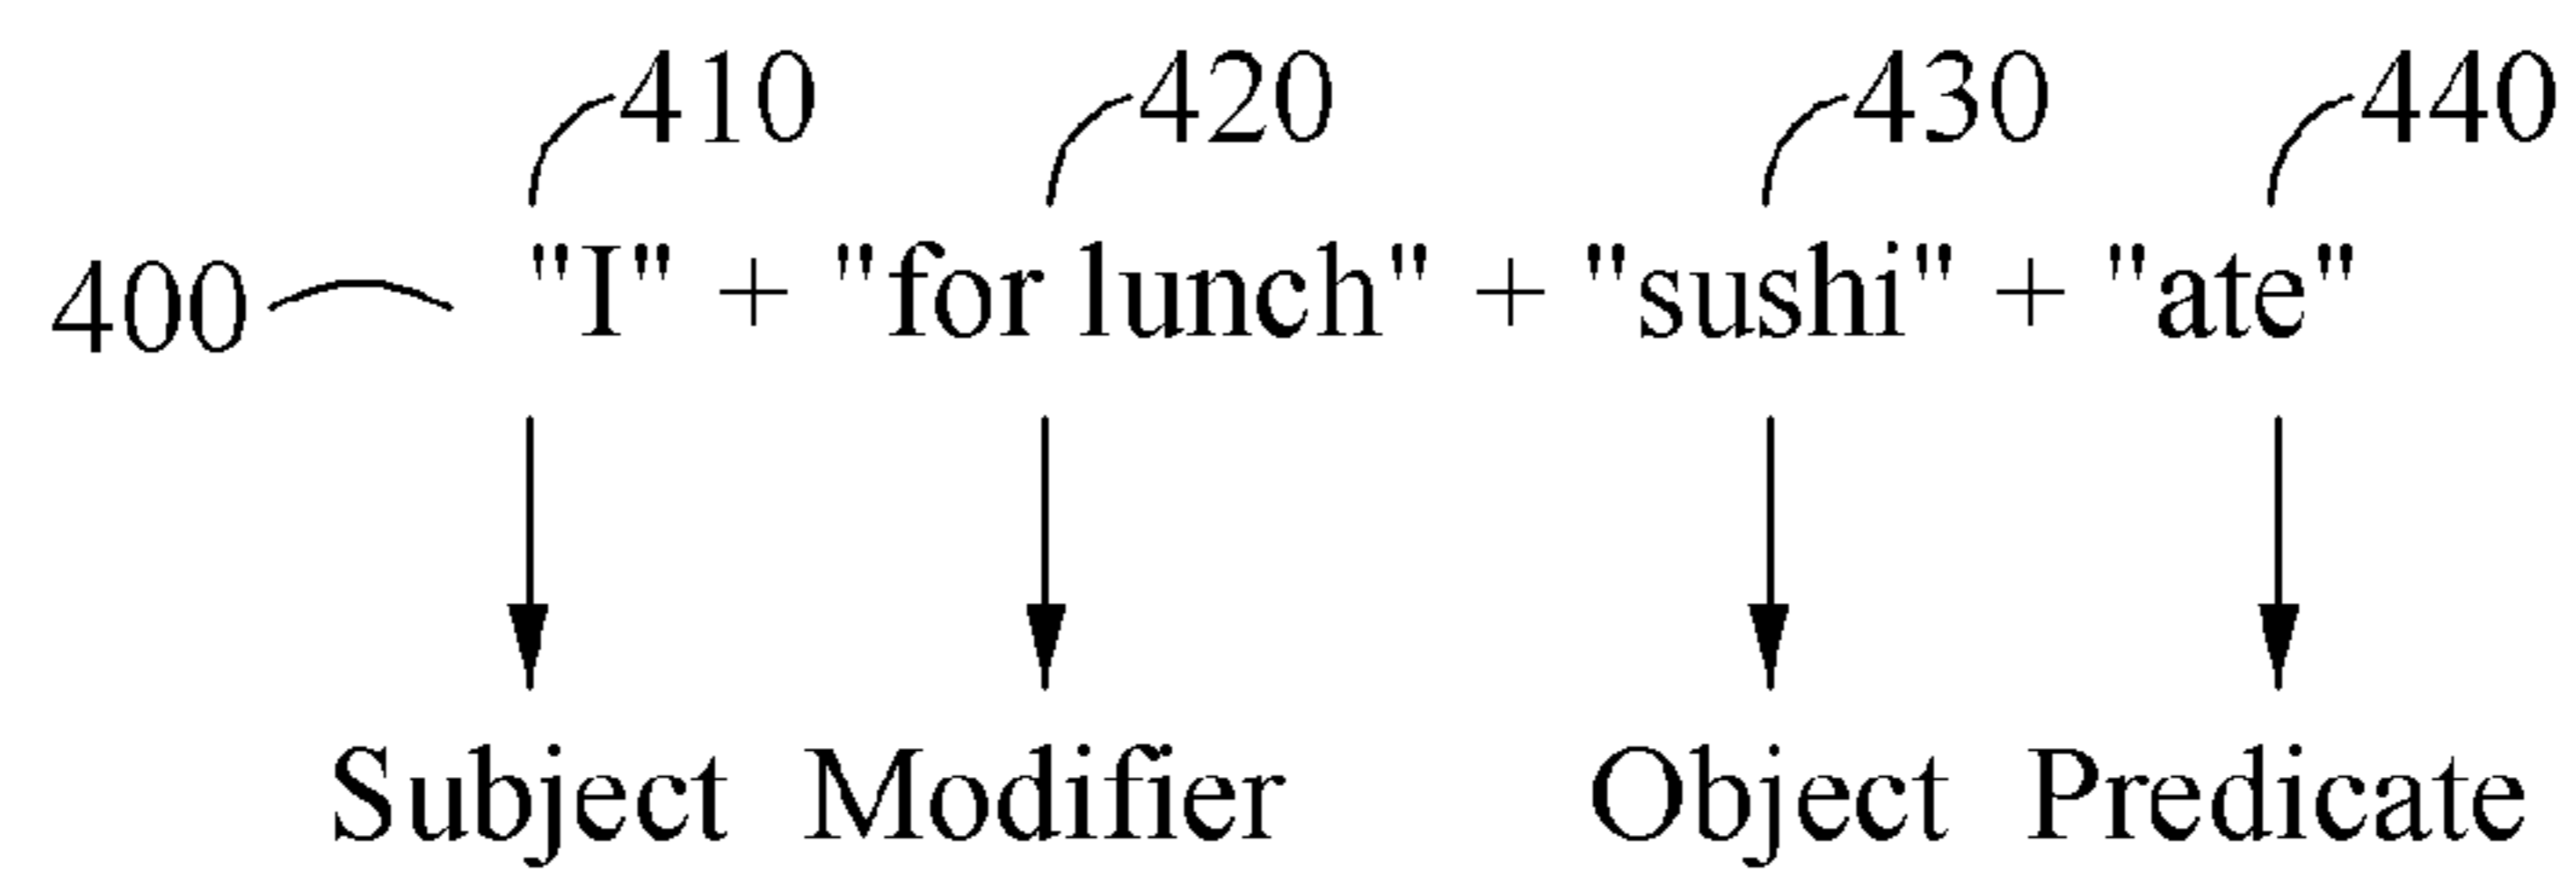 410 420 430 440
400 "I" + "for lunch" + "sushi" + "ate"
Subject Modifier Object Predicate